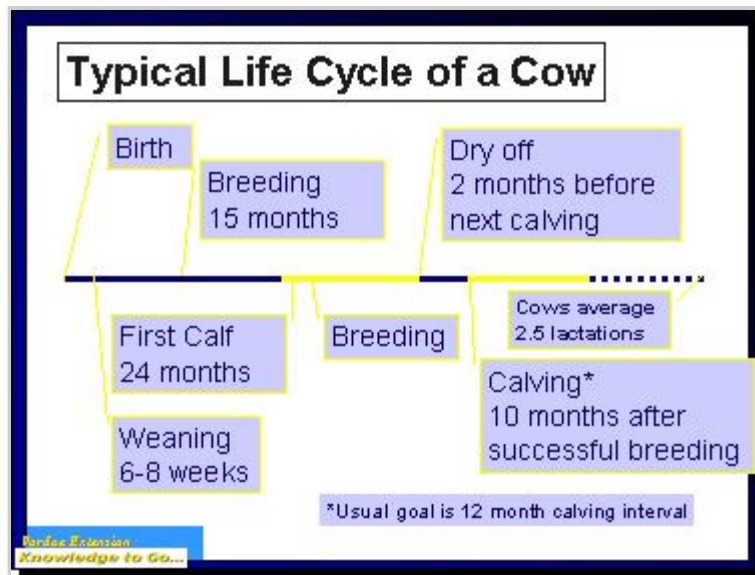 Typical Life Cycle of a Cow
Birth
Breeding
15 months
Dry off
2 months before
next calving
First Calf
24 months
Breeding
Cows average
2.5 lactations
Weaning
6-8 weeks
Calving*
10 months after
successful breeding
*Usual goal is 12 month calving interval
Purdue Extension
Knowledge to Go...